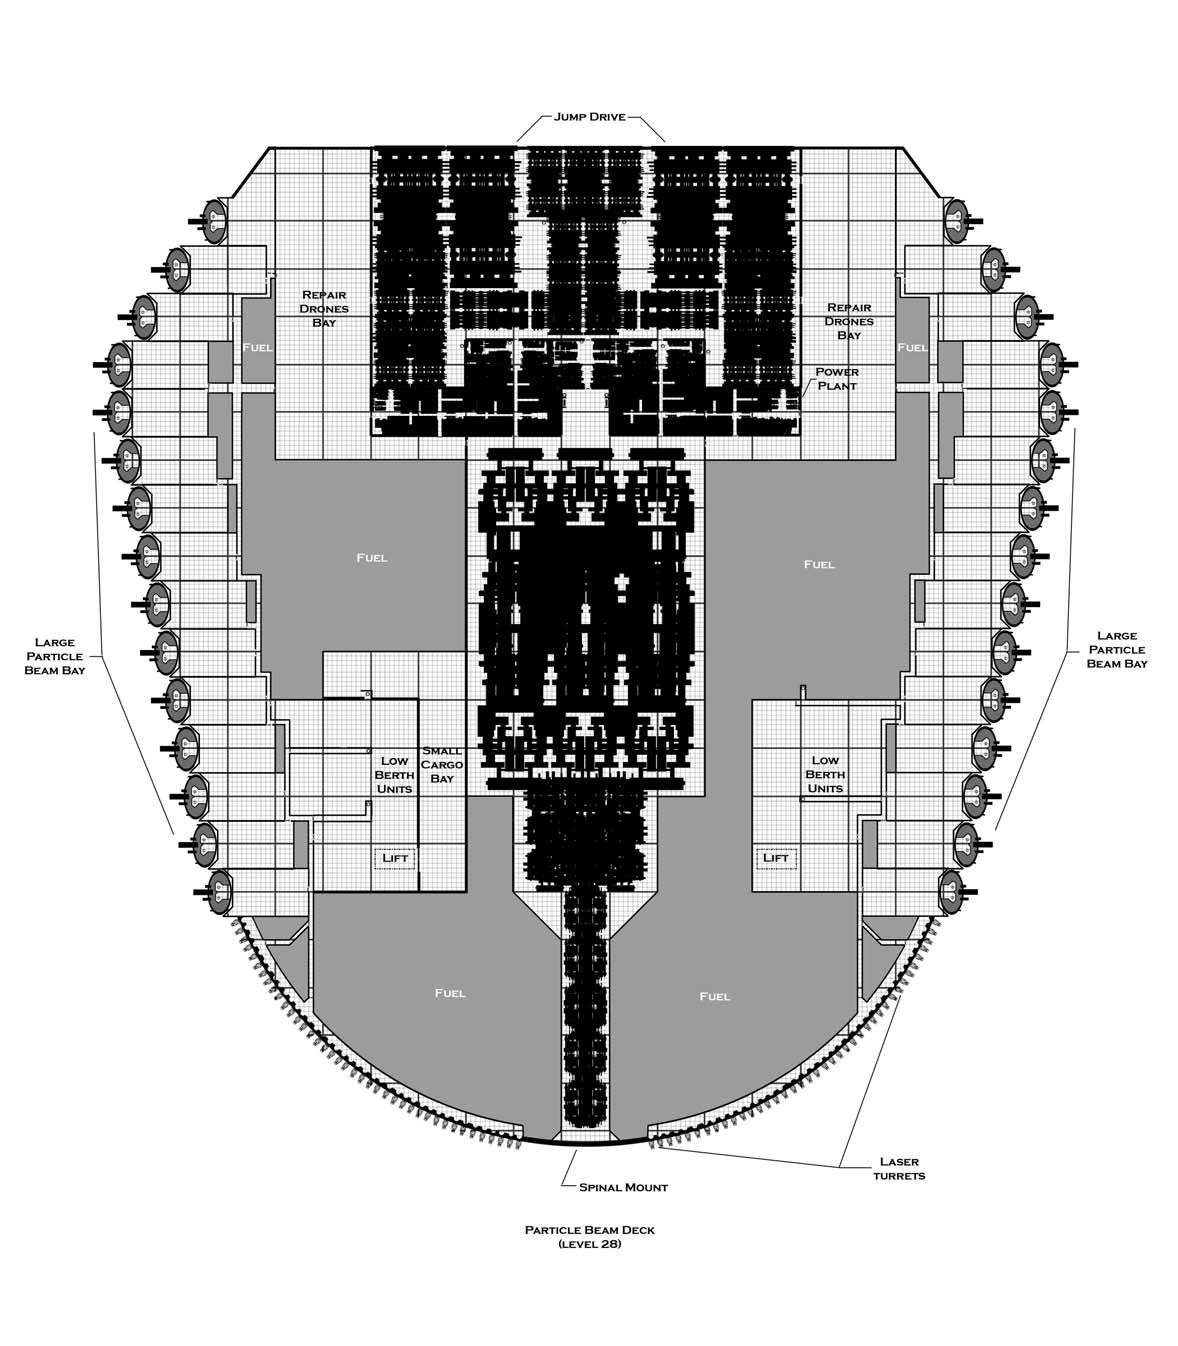 Jump Drive
Repair
Drones
Bay
Repair
Drones
Bay
Fuel
Fuel
Power
Plant
Fuel
Fuel
Large
Particle
Beam Bay
Large
Particle
Beam Bay
Low
Berth
Units
Small
Cargo
Bay
Low
Berth
Units
Lift
Lift
Fuel
Fuel
Laser
turrets
Spinal Mount
Particle Beam Deck
(level 28)